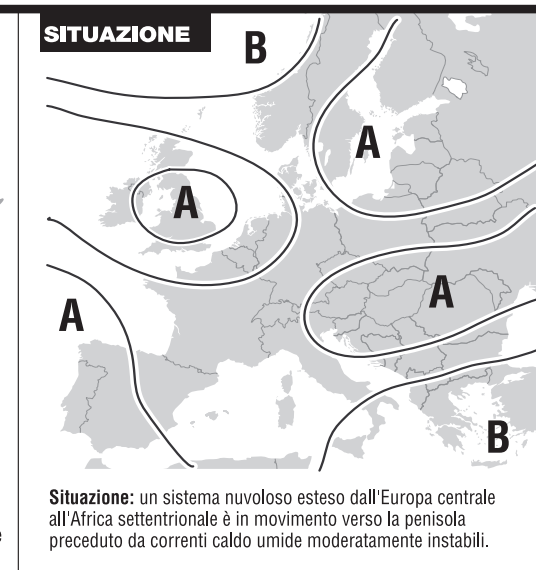 SITUAZIONE
B
A
A
A
A
B
Situazione: un sistema nuvoloso esteso dall'Europa centrale
all'Africa settentrionale è in movimento verso la penisola
preceduto da correnti caldo umide moderatamente instabili.
e